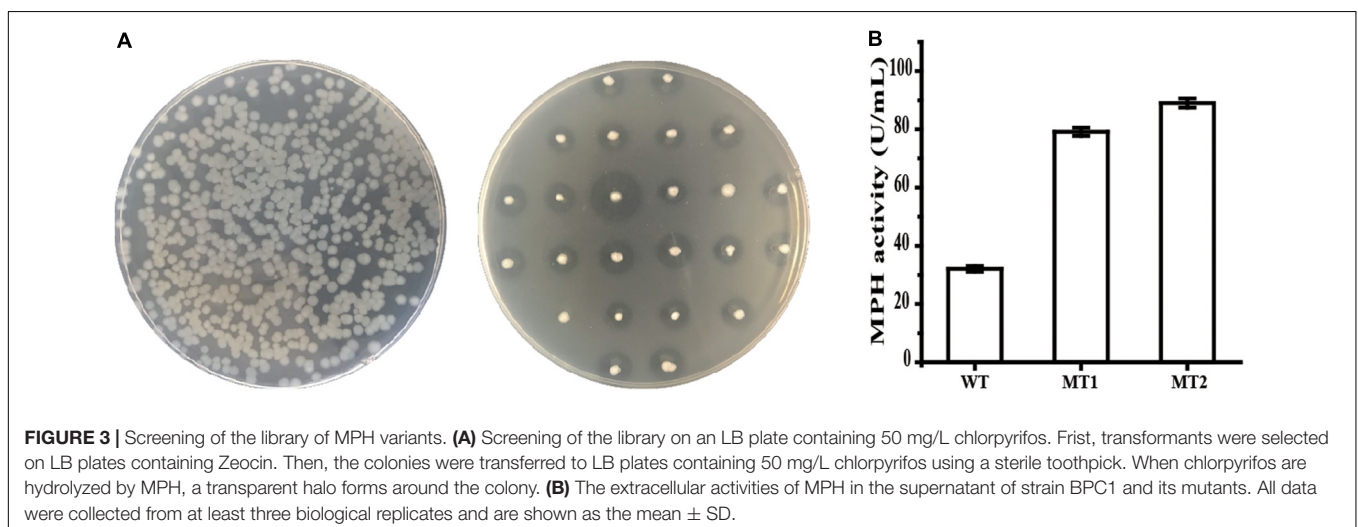 A
B
MPH activity (U/mL)
100
80
60
40
20
0
WT MT1 MT2
FIGURE 3 | Screening of the library of MPH variants. (A) Screening of the library on an LB plate containing 50 mg/L chlorpyrifos. Frist, transformants were selected
on LB plates containing Zeocin. Then, the colonies were transferred to LB plates containing 50 mg/L chlorpyrifos using a sterile toothpick. When chlorpyrifos are
hydrolyzed by MPH, a transparent halo forms around the colony. (B) The extracellular activities of MPH in the supernatant of strain BPC1 and its mutants. All data
were collected from at least three biological replicates and are shown as the mean ± SD.